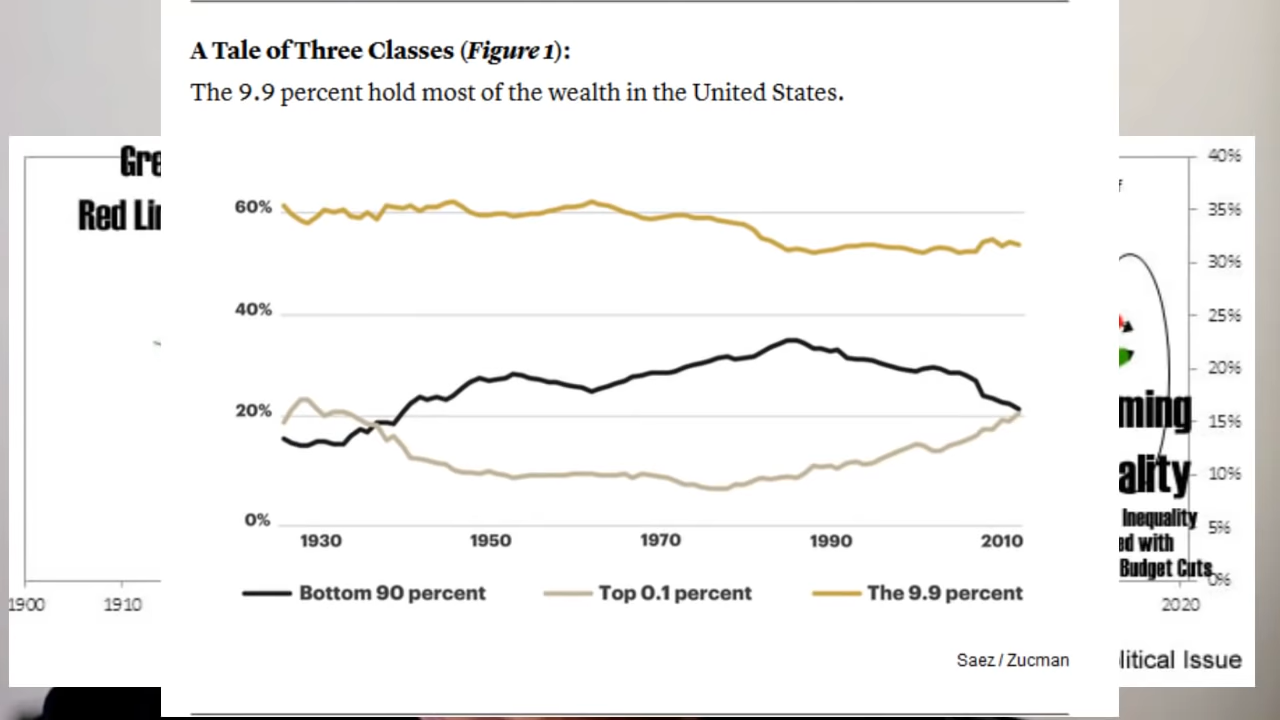 A Tale of Three Classes (Figure 1):
The 9.9 percent hold most of the wealth in the United States.
60%
40%
20%
0%
1930 1950 1970 1990 2010
Bottom 90 percent Top 0.1 percent The 9.9 percent
Saez / Zucman
Gre
Red Li
1900 1910
40%
35%
30%
25%
20%
15%
10%
5%
0%
2020
f
ming
ality
Inequality
ed with
Budget Cuts
litical Issue